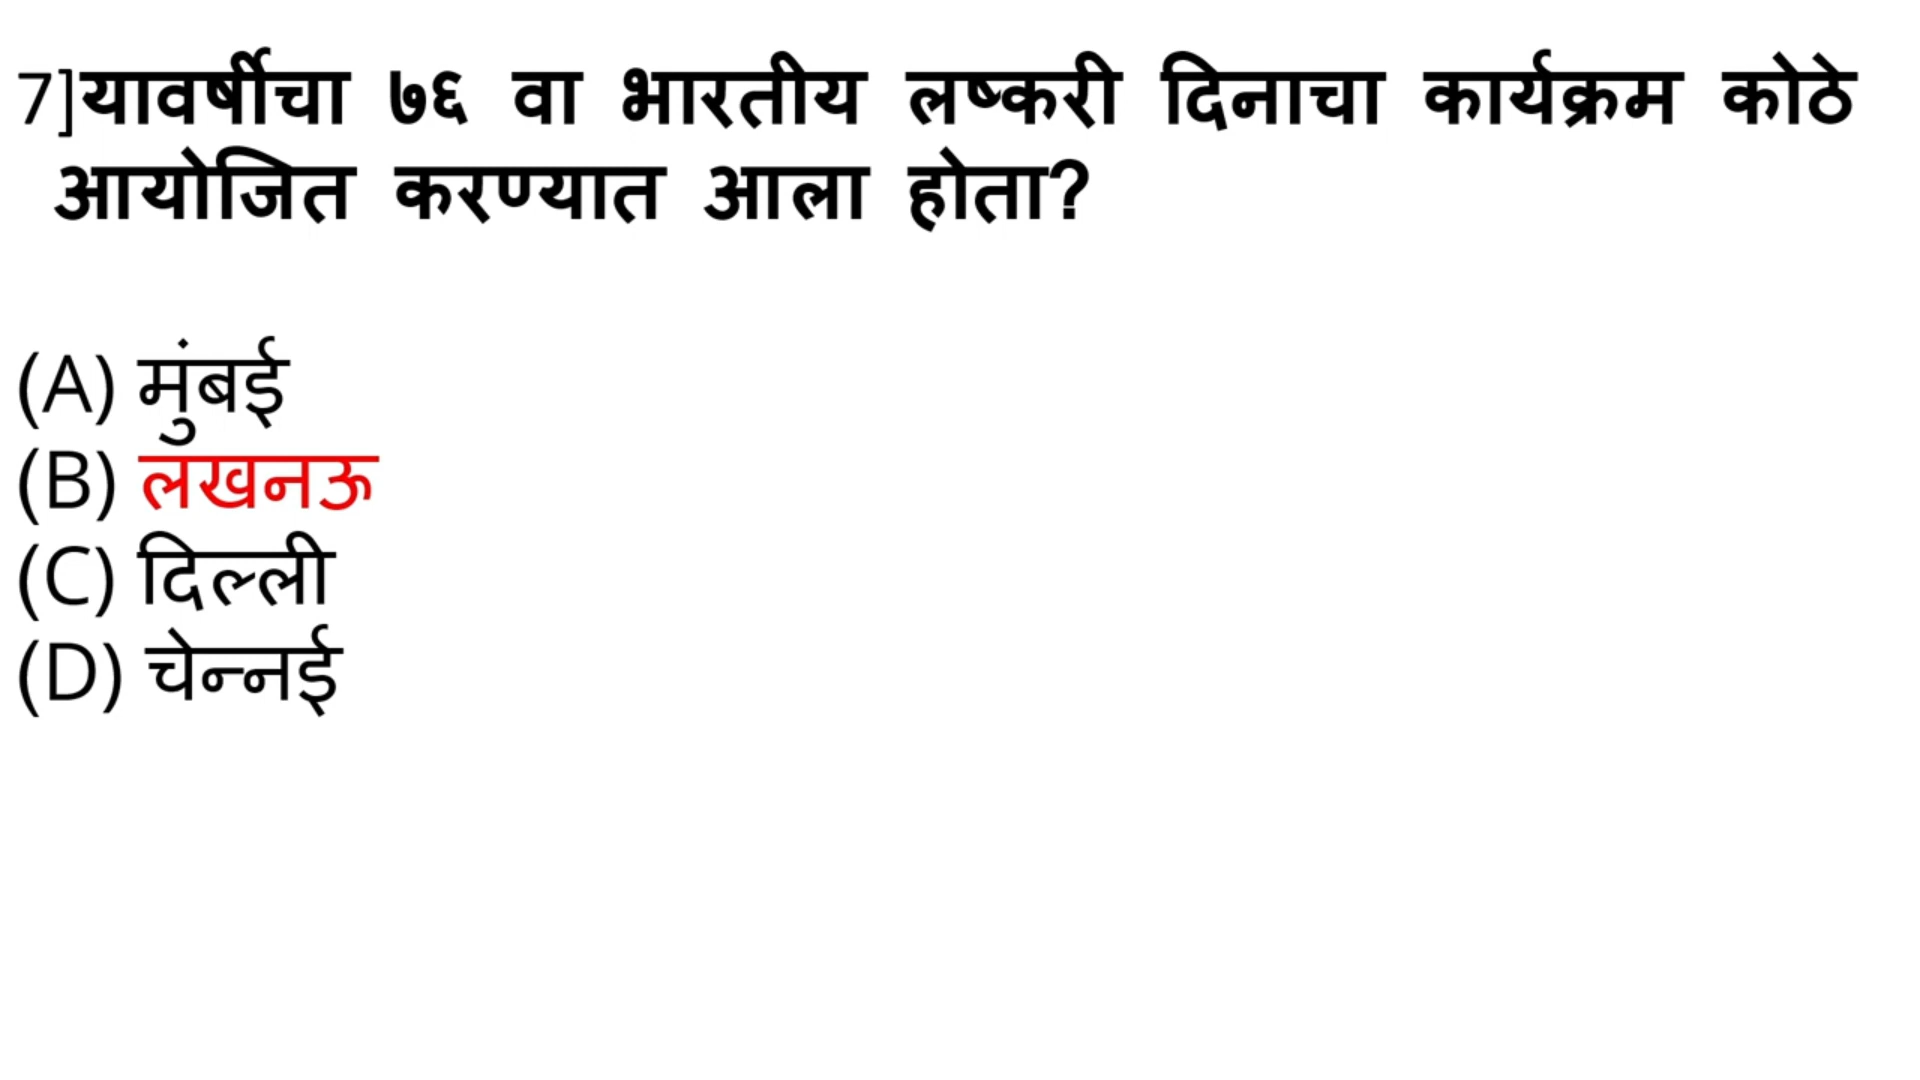 7]यावर्षीचा ७६ वा भारतीय लष्करी दिनाचा कार्यक्रम कोठे
आयोजित करण्यात आला होता?
(A) मुंबई
(B) लखनऊ
(C) दिल्ली
(D) चेन्नई